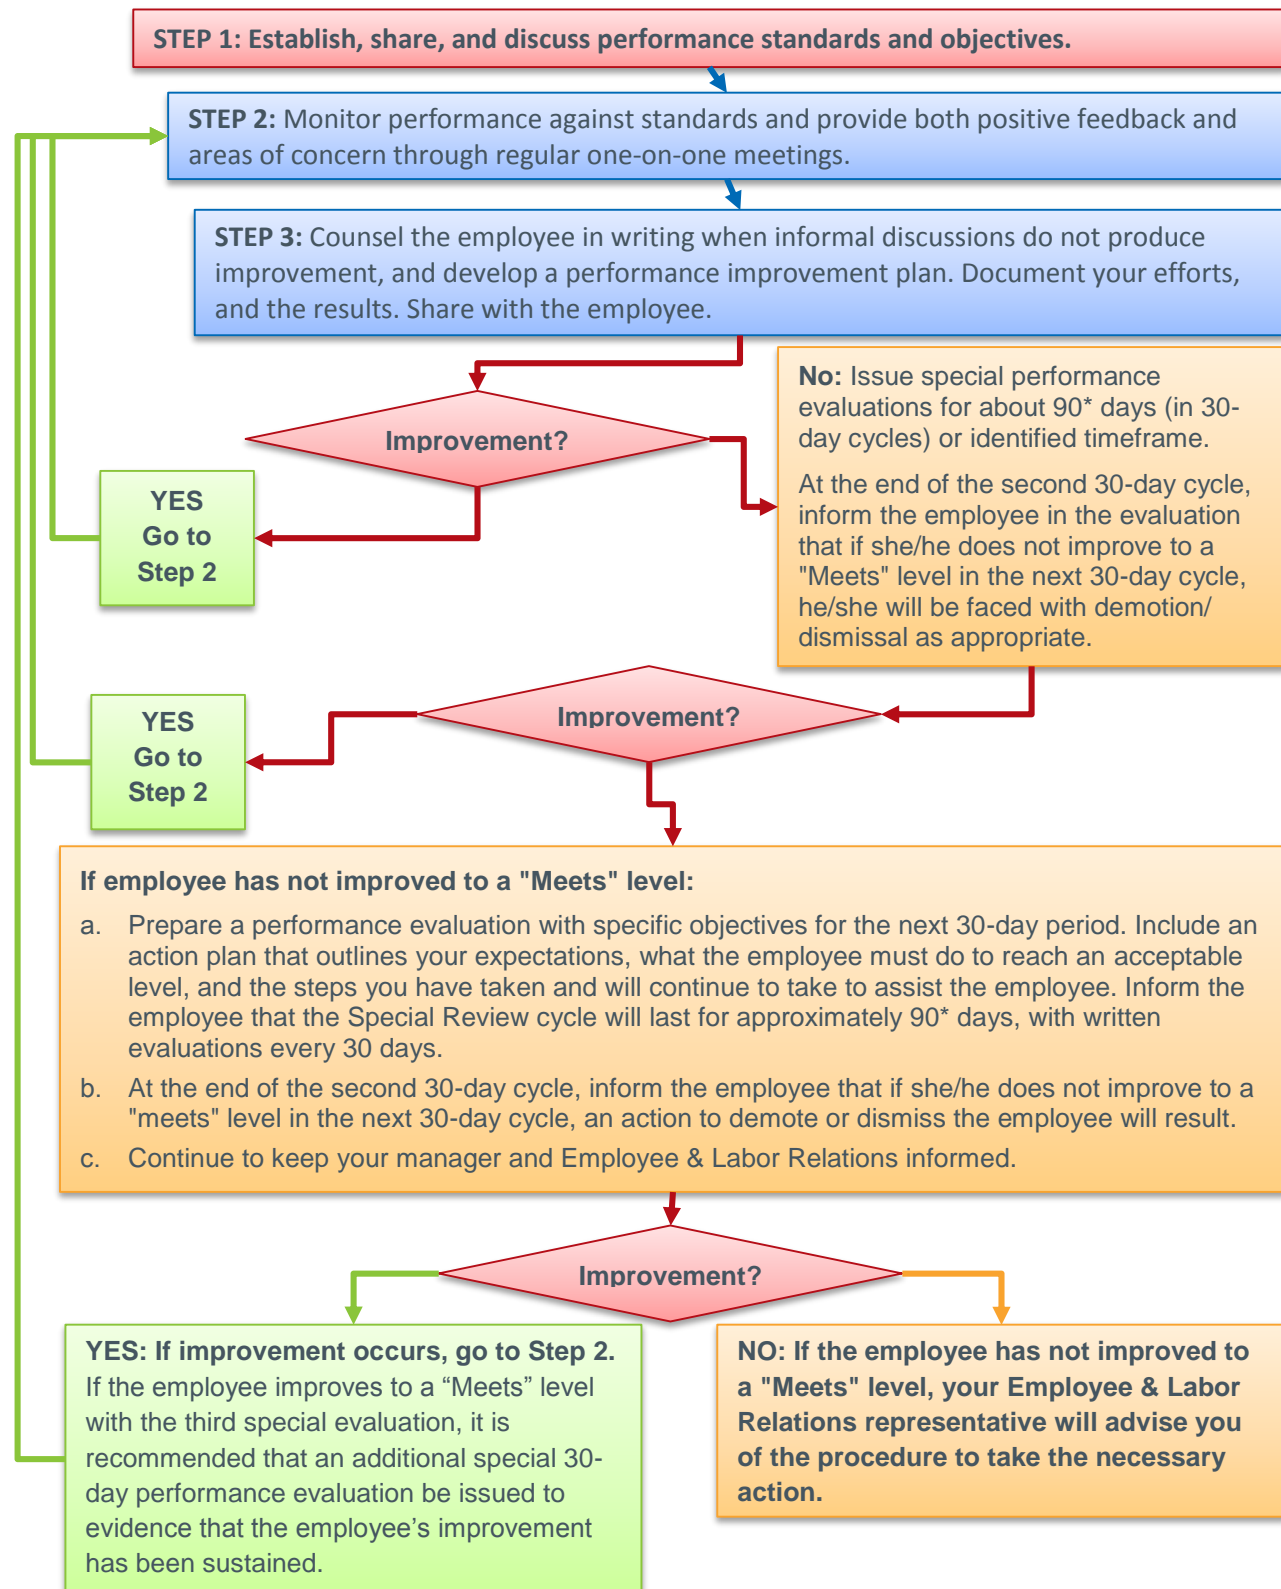 STEP 1: Establish, share, and discuss performance standards and objectives.
STEP 2: Monitor performance against standards and provide both positive feedback and
areas of concern through regular one-on-one meetings.
STEP 3: Counsel the employee in writing when informal discussions do not produce
improvement, and develop a performance improvement plan. Document your efforts,
and the results. Share with the employee.
Improvement?
No: Issue special performance
evaluations for about 90* days (in 30-
day cycles) or identified timeframe.
At the end of the second 30-day cycle,
inform the employee in the evaluation
that if she/he does not improve to a
"Meets" level in the next 30-day cycle,
he/she will be faced with demotion/
dismissal as appropriate.
YES
Go to
Step 2
Improvement?
YES
Go to
Step 2
If employee has not improved to a "Meets" level:
a. Prepare a performance evaluation with specific objectives for the next 30-day period. Include an
action plan that outlines your expectations, what the employee must do to reach an acceptable
level, and the steps you have taken and will continue to take to assist the employee. Inform the
employee that the Special Review cycle will last for approximately 90* days, with written
evaluations every 30 days.
b. At the end of the second 30-day cycle, inform the employee that if she/he does not improve to a
"meets" level in the next 30-day cycle, an action to demote or dismiss the employee will result.
c. Continue to keep your manager and Employee & Labor Relations informed.
Improvement?
YES: If improvement occurs, go to Step 2.
If the employee improves to a “Meets” level
with the third special evaluation, it is
recommended that an additional special 30-
day performance evaluation be issued to
evidence that the employee’s improvement
has been sustained.
NO: If the employee has not improved to
a "Meets" level, your Employee & Labor
Relations representative will advise you
of the procedure to take the necessary
action.